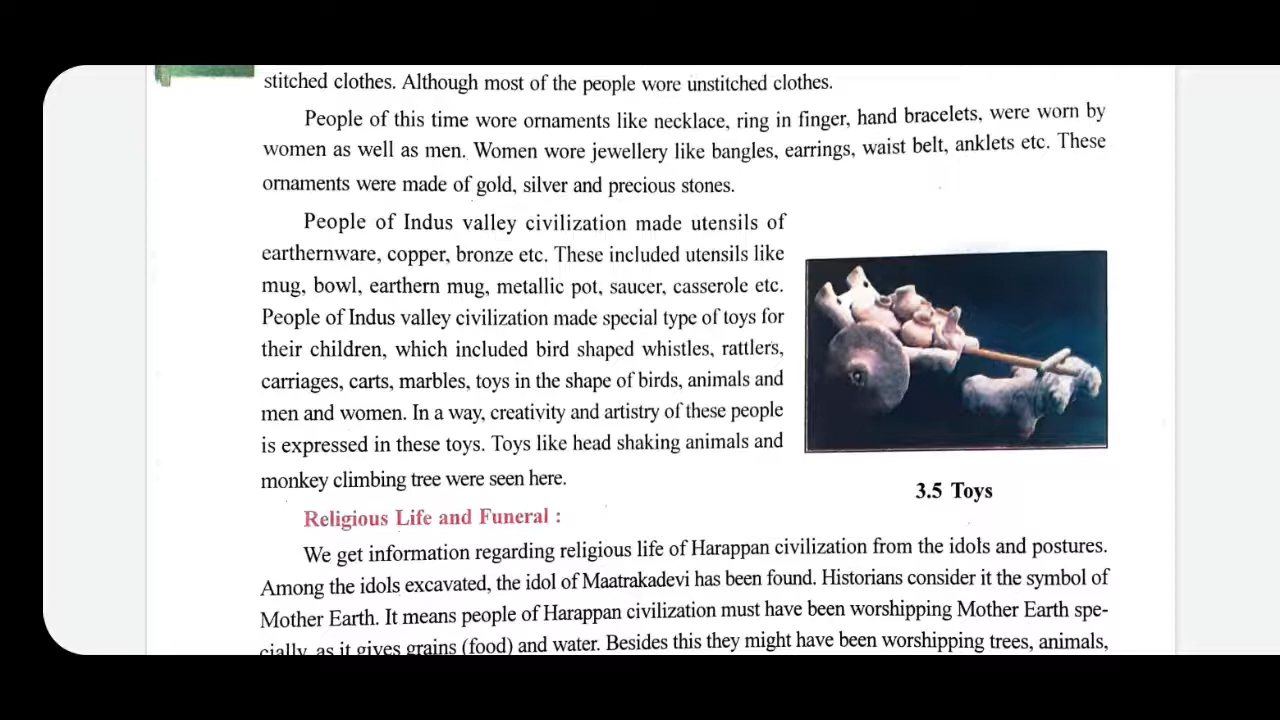 stitched clothes. Although most of the people wore unstitched clothes.
People of this time wore ornaments like necklace, ring in finger, hand bracelets, were worn by
women as well as men. Women wore jewellery like bangles, earrings, waist belt, anklets etc. These
ornaments were made of gold, silver and precious stones.
People of Indus valley civilization made utensils of
earthernware, copper, bronze etc. These included utensils like
mug, bowl, earthern mug, metallic pot, saucer, casserole etc.
People of Indus valley civilization made special type of toys for
their children, which included bird shaped whistles, rattlers,
carriages, carts, marbles, toys in the shape of birds, animals and
men and women. In a way, creativity and artistry of these people
is expressed in these toys. Toys like head shaking animals and
monkey climbing tree were seen here.
3.5 Toys
Religious Life and Funeral :
We get information regarding religious life of Harappan civilization from the idols and postures.
Among the idols excavated, the idol of Maatrakadevi has been found. Historians consider it the symbol of
Mother Earth. It means people of Harappan civilization must have been worshipping Mother Earth spe-
cially, as it gives grains (food) and water. Besides this they might have been worshipping trees, animals,